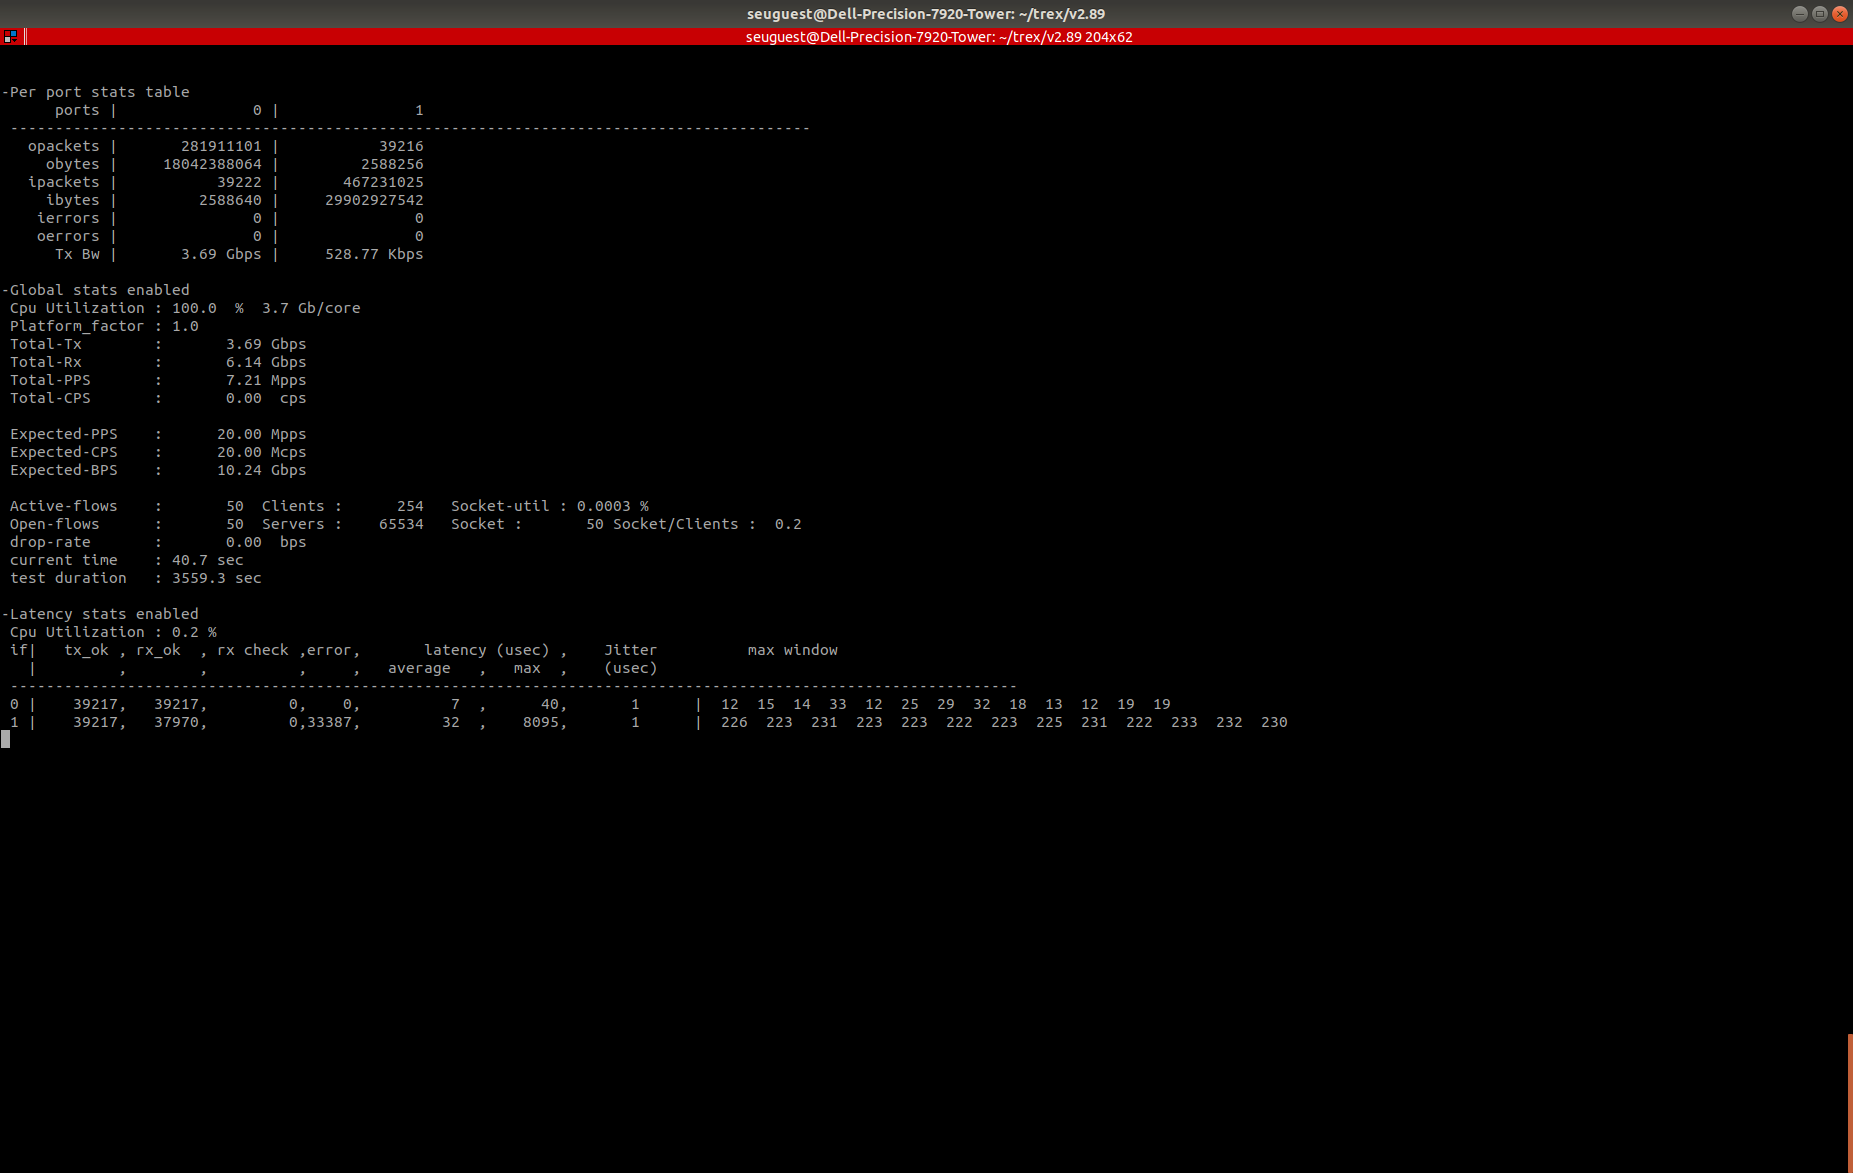 seuguest@Dell-Precision-7920-Tower: ~/trex/v2.89
seuguest@Dell-Precision-7920-Tower: ~/trex/v2.89 204x62
-Per port stats table
      ports |               0 |               1
 -----------------------------------------------------------------------------------------
   opackets |       281911101 |           39216
     obytes |     18042388064 |         2588256
   ipackets |           39222 |       467231025
     ibytes |         2588640 |     29902927542
    ierrors |               0 |               0
    oerrors |               0 |               0
      Tx Bw |       3.69 Gbps |     528.77 Kbps
-Global stats enabled
 Cpu Utilization : 100.0  %  3.7 Gb/core
 Platform_factor : 1.0
 Total-Tx        :       3.69 Gbps
 Total-Rx        :       6.14 Gbps
 Total-PPS       :       7.21 Mpps
 Total-CPS       :       0.00  cps
 Expected-PPS    :      20.00 Mpps
 Expected-CPS    :      20.00 Mcps
 Expected-BPS    :      10.24 Gbps
 Active-flows    :       50  Clients :      254   Socket-util : 0.0003 %
 Open-flows      :       50  Servers :    65534   Socket :       50 Socket/Clients :  0.2
 drop-rate       :       0.00  bps
 current time    : 40.7 sec
 test duration   : 3559.3 sec
-Latency stats enabled
 Cpu Utilization : 0.2 %
 if|   tx_ok , rx_ok  , rx check ,error,       latency (usec) ,    Jitter          max window
   |         ,        ,          ,     ,   average   ,   max  ,    (usec)
 ----------------------------------------------------------------------------------------------------------------
 0 |    39217,   39217,         0,    0,          7  ,      40,       1      |  12  15  14  33  12  25  29  32  18  13  12  19  19
 1 |    39217,   37970,         0,33387,         32  ,    8095,       1      |  226  223  231  223  223  222  223  225  231  222  233  232  230